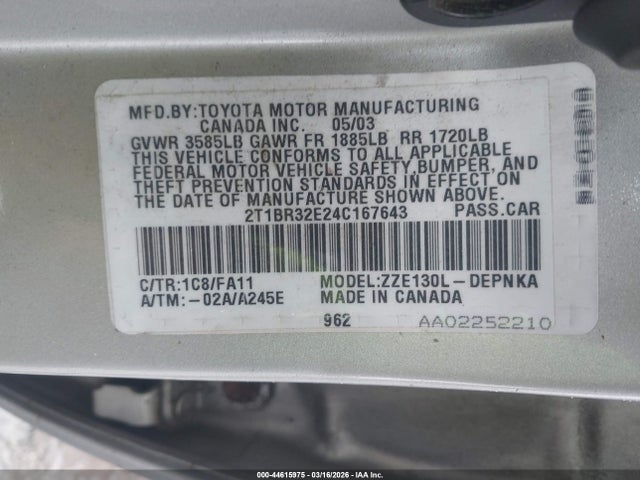 MFD.BY:TOYOTA MOTOR MANUFACTURING
CANADA INC. 05/03
GVWR 3585LB GAWR FR 1885LB RR 1720LB
THIS VEHICLE CONFORMS TO ALL APPLICABLE
FEDERAL MOTOR VEHICLE SAFETY,BUMPER, AND
THEFT PREVENTION STANDARDS IN EFFECT ON
THE DATE OF MANUFACTURE SHOWN ABOVE.
2T1BR32E24C167643 PASS.CAR
C/TR:1C8/FA11 MODEL:ZZE130L-DEPNKA
A/TM:-02A/A245E MADE IN CANADA
962 AA02252210
000-44615975 | 03/16/2026 | IAA Inc.